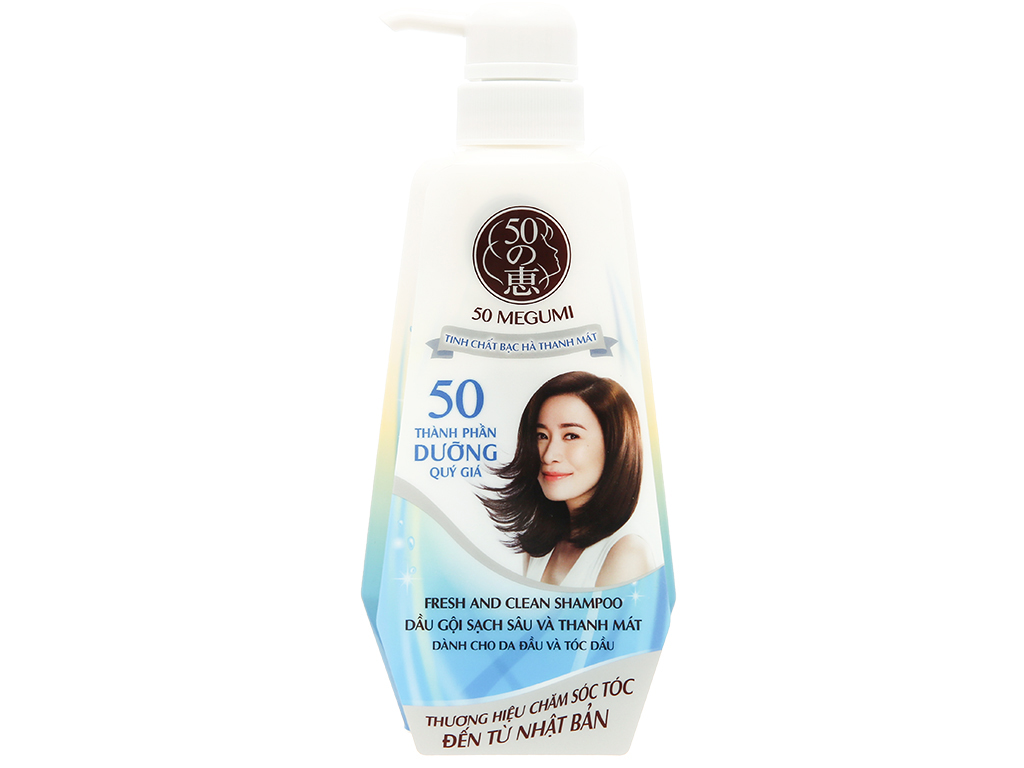 50
の
恵
50 MEGUMI
TINH CHẤT BẠC HÀ THANH MÁT
50
THÀNH PHẦN
DƯỠNG
QUÝ GIÁ
FRESH AND CLEAN SHAMPOO
DẦU GỘI SẠCH SÂU VÀ THANH MÁT
DÀNH CHO DA ĐẦU VÀ TÓC DẦU
THƯƠNG HIỆU CHĂM SÓC TÓC
ĐẾN TỪ NHẬT BẢN